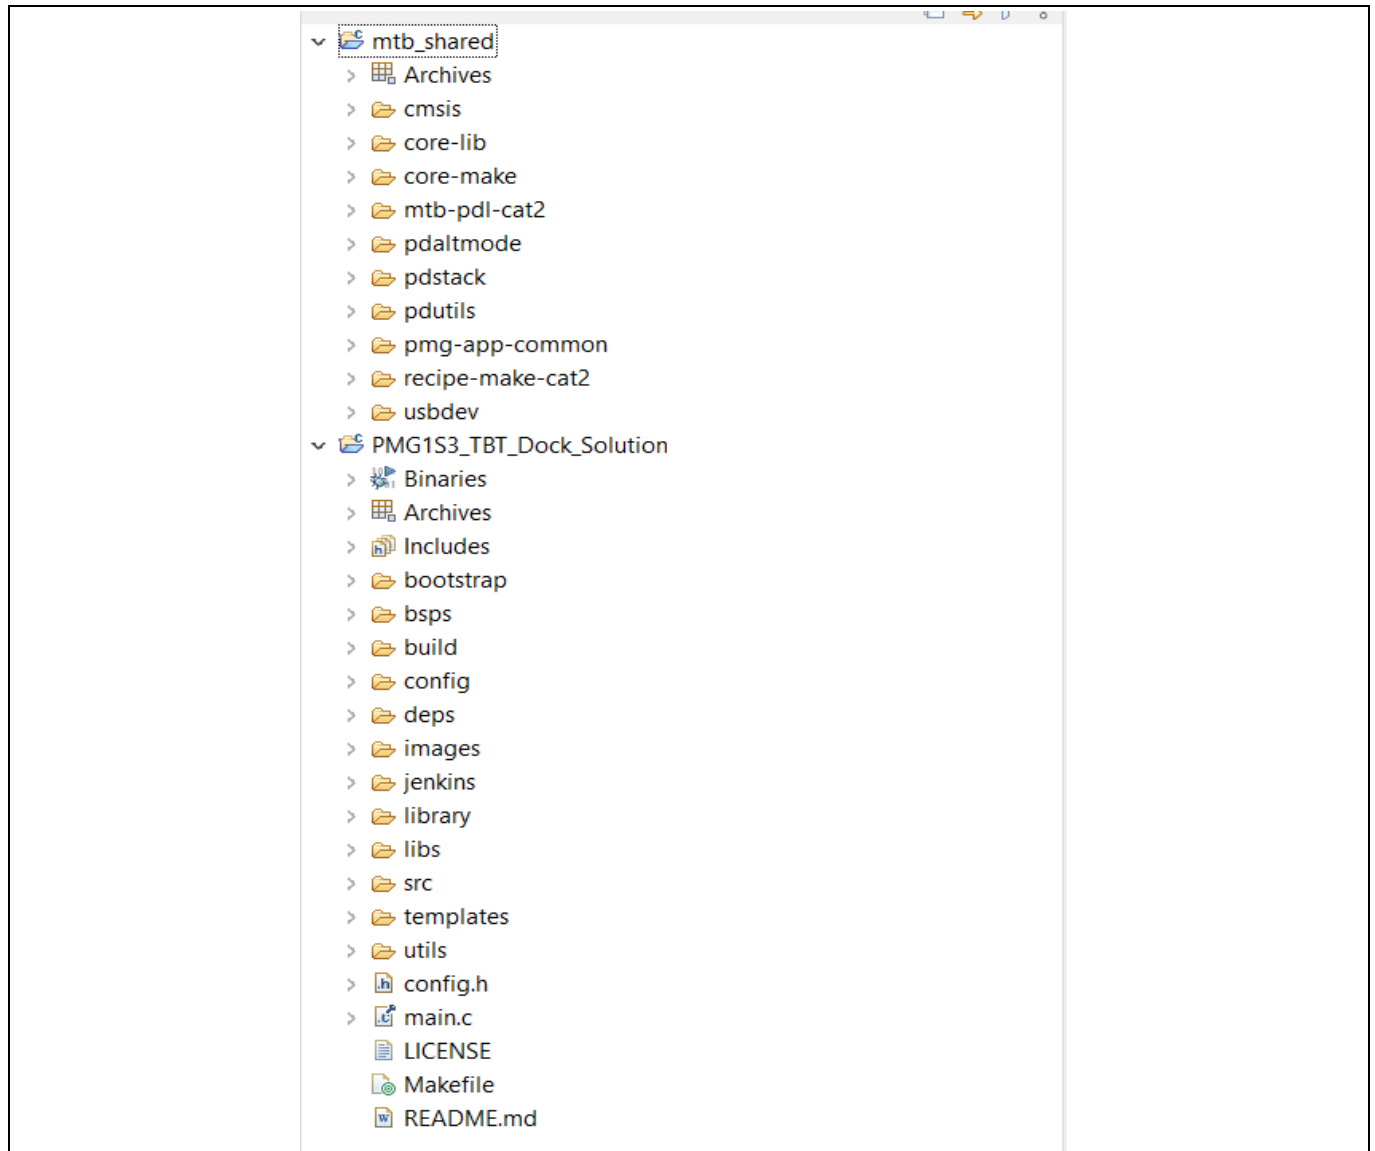 mtb_shared
Archives
cmsis
core-lib
core-make
mtb-pdl-cat2
pdaltmode
pdstack
pdutils
pmg-app-common
recipe-make-cat2
usbdev
PMG1S3_TBT_Dock_Solution
Binaries
Archives
Includes
bootstrap
bsps
build
config
deps
images
jenkins
library
libs
src
templates
utils
config.h
main.c
LICENSE
Makefile
README.md